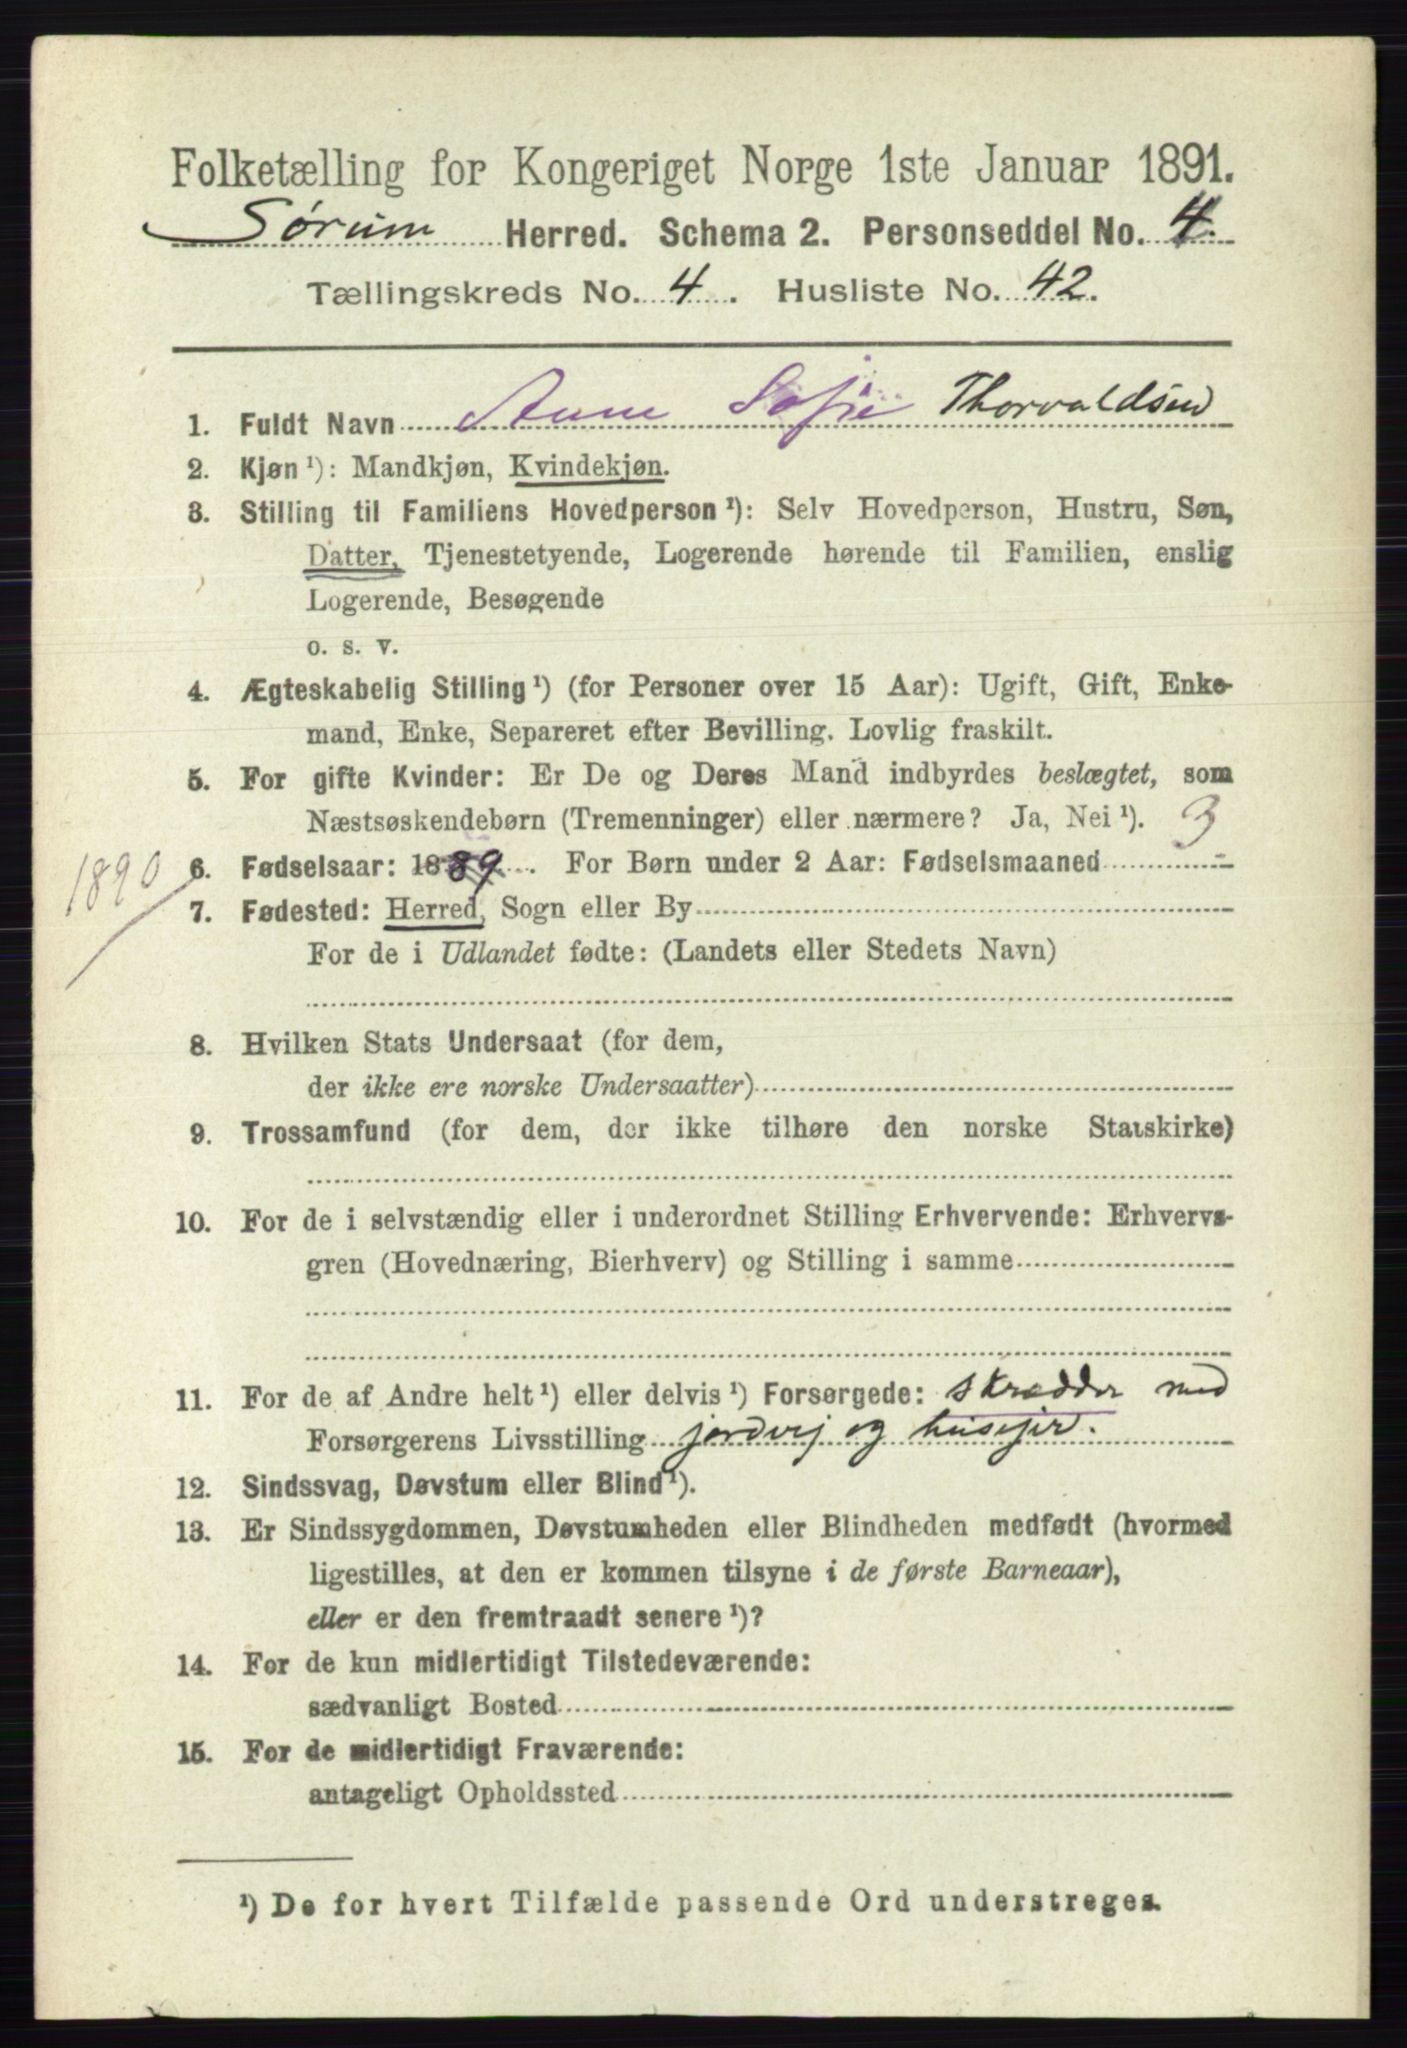 Folketælling for Kongeriget Norge 1ste Januar 1891.
Sørum Herred. Schema 2. Personseddel No. 4.
Tællingskreds No. 4. Husliste No. 42.
1. Fuldt Navn Anne Sofie Thorvaldsen
2. Kjøn ¹): Mandkjøn, Kvindekjøn.
3. Stilling til Familiens Hovedperson ¹): Selv Hovedperson, Hustru, Søn,
Datter, Tjenestetyende, Logerende hørende til Familien, enslig
Logerende, Besøgende
o. s. v.
4. Ægteskabelig Stilling ¹) (for Personer over 15 Aar): Ugift, Gift, Enke-
mand, Enke, Separeret efter Bevilling. Lovlig fraskilt.
5. For gifte Kvinder: Er De og Deres Mand indbyrdes beslægtet, som
Næstsøskendebørn (Tremenninger) eller nærmere? Ja, Nei ¹).
1890 6. Fødselsaar: 1889. For Børn under 2 Aar: Fødselsmaaned 3
7. Fødested: Herred, Sogn eller By
For de i Udlandet fødte: (Landets eller Stedets Navn)
8. Hvilken Stats Undersaat (for dem,
der ikke ere norske Undersaatter)
9. Trossamfund (for dem, der ikke tilhøre den norske Statskirke)
10. For de i selvstændig eller i underordnet Stilling Erhvervende: Erhvervs-
gren (Hovednæring, Bierhverv) og Stilling i samme
11. For de af Andre helt ¹) eller delvis ¹) Forsørgede: skrædder med
Forsørgerens Livsstilling jordvej og husejer.
12. Sindssvag, Døvstum eller Blind ¹).
13. Er Sindssygdommen, Døvstumheden eller Blindheden medfødt (hvormed
ligestilles, at den er kommen tilsyne i de første Barneaar),
eller er den fremtraadt senere ¹)?
14. For de kun midlertidigt Tilstedeværende:
sædvanligt Bosted
15. For de midlertidigt Fraværende:
antageligt Opholdssted
¹) De for hvert Tilfælde passende Ord understreges.